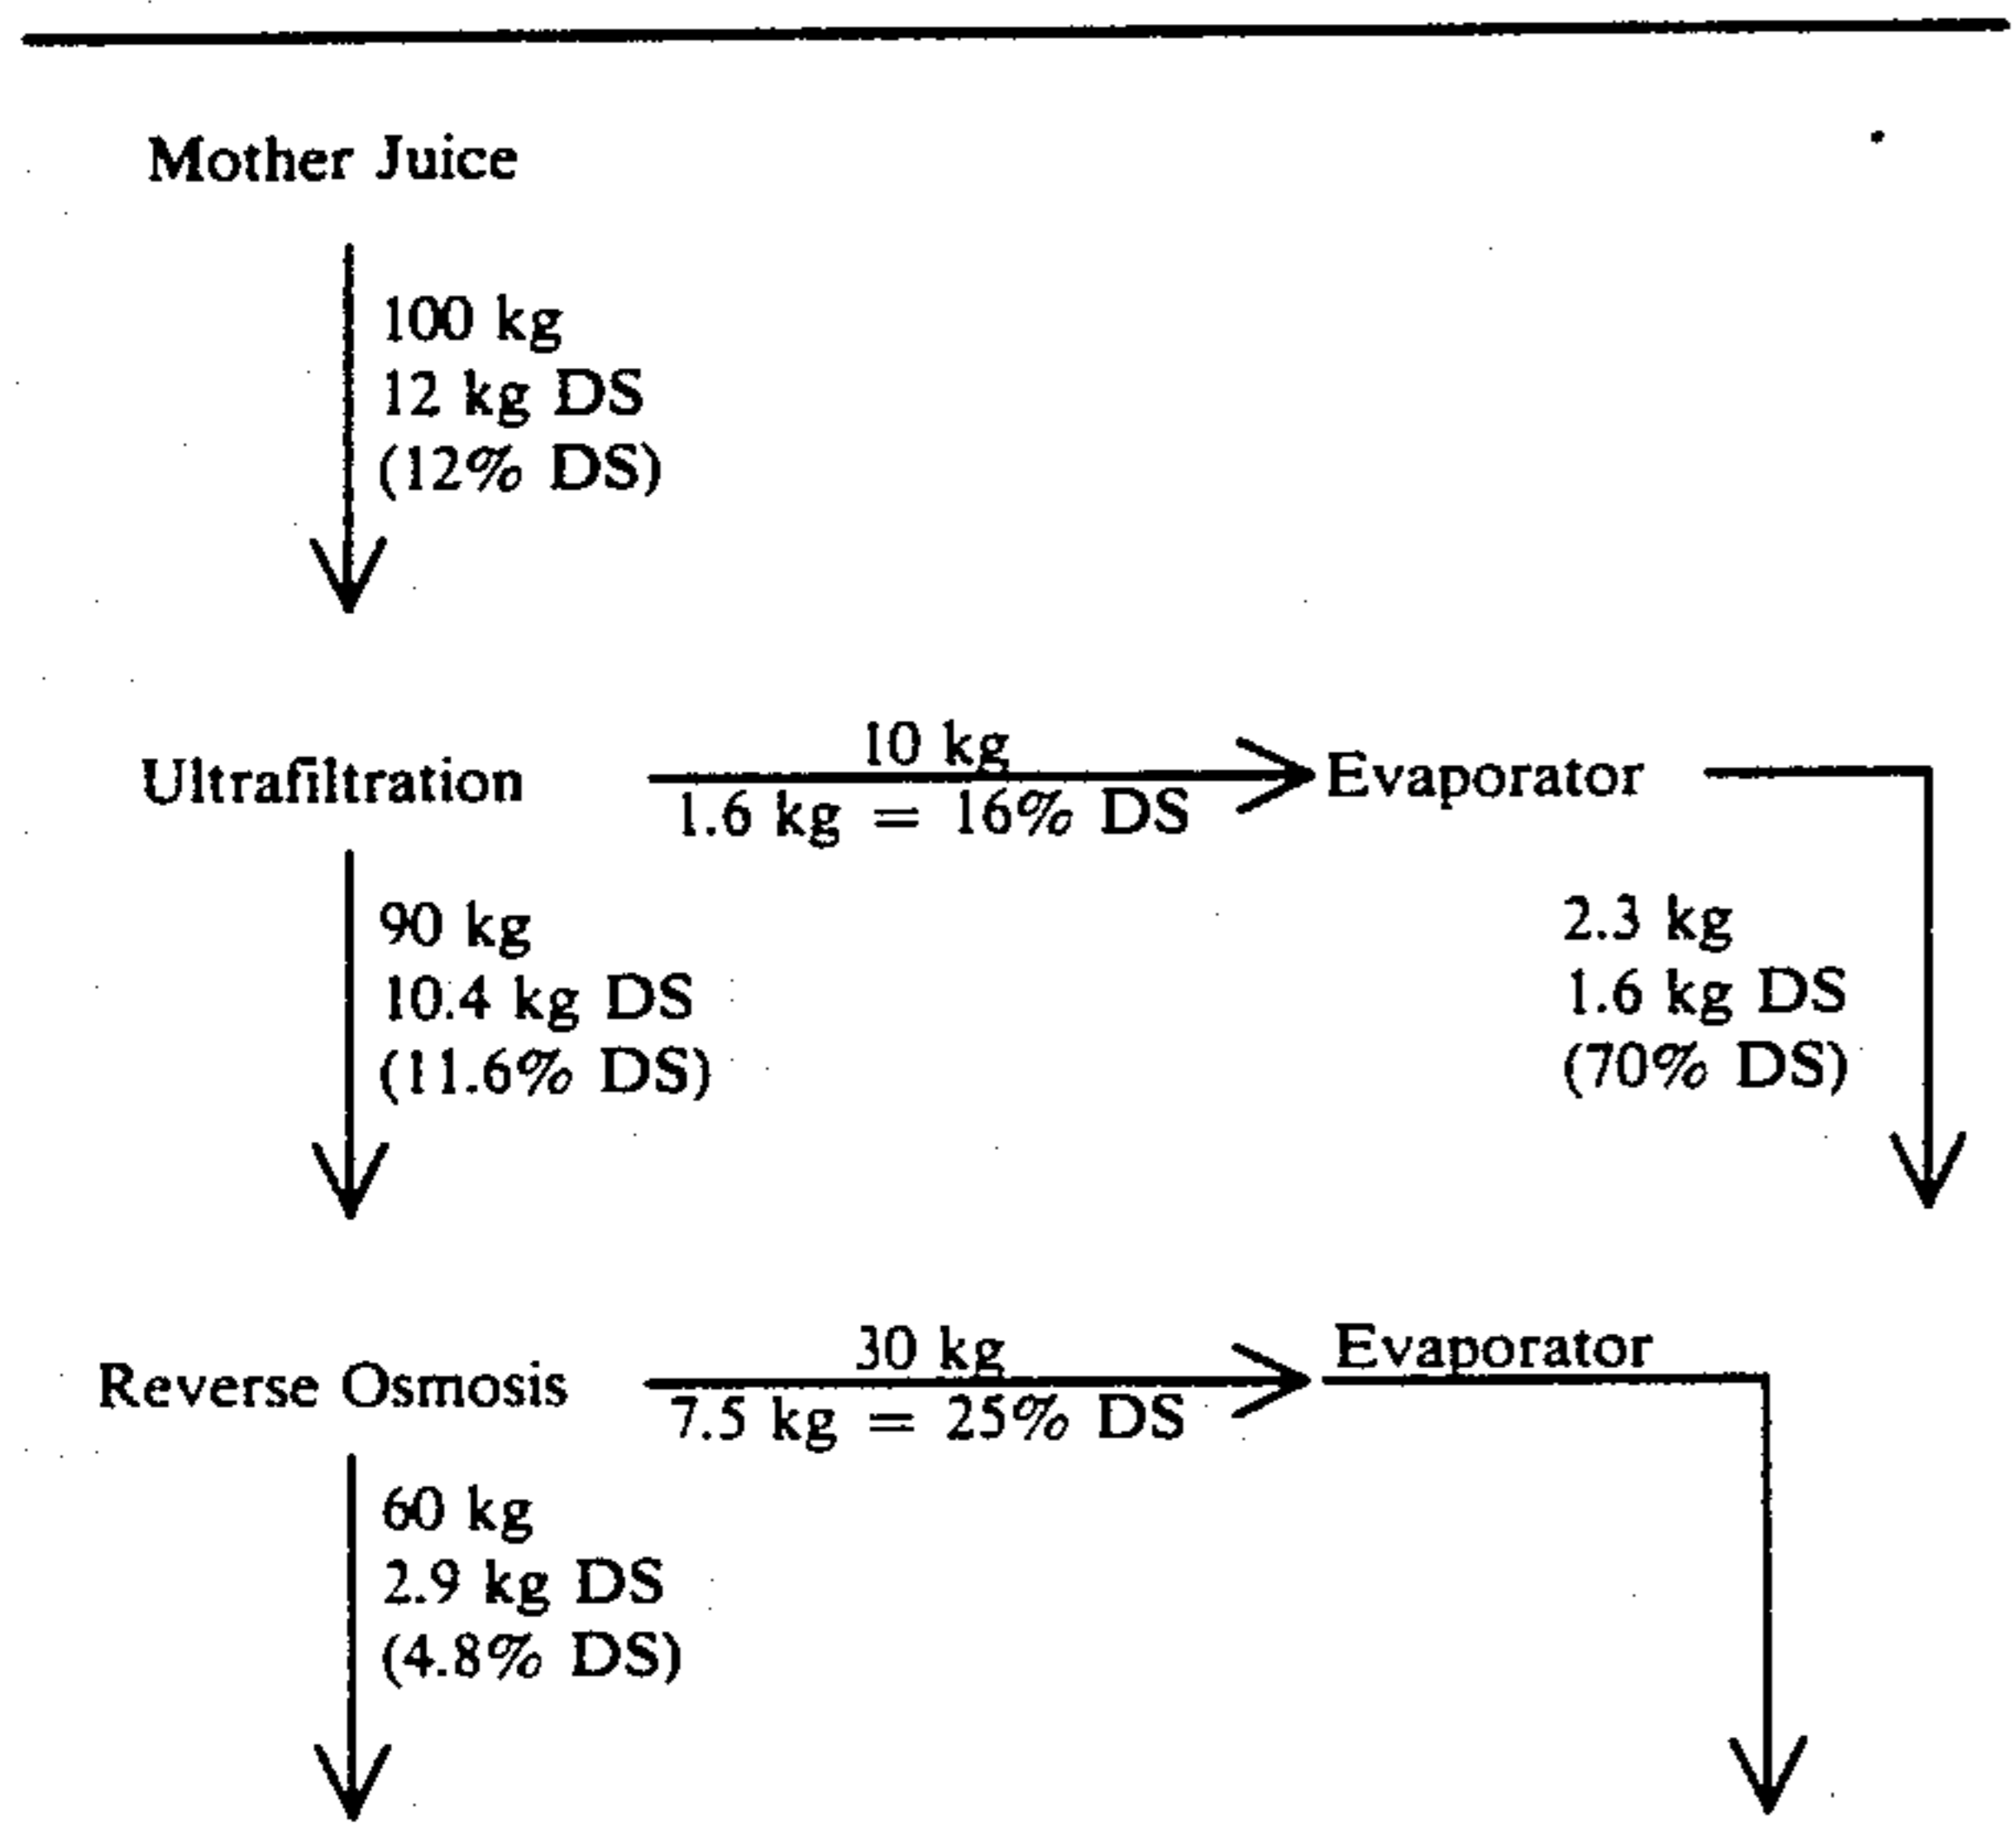 Mother Juice
100 kg
12 kg DS
(12% DS)
Ultrafiltration
10 kg
1.6 kg = 16% DS
Evaporator
90 kg
10.4 kg DS
(11.6% DS)
2.3 kg
1.6 kg DS
(70% DS)
Reverse Osmosis
30 kg
7.5 kg = 25% DS
Evaporator
60 kg
2.9 kg DS
(4.8% DS)